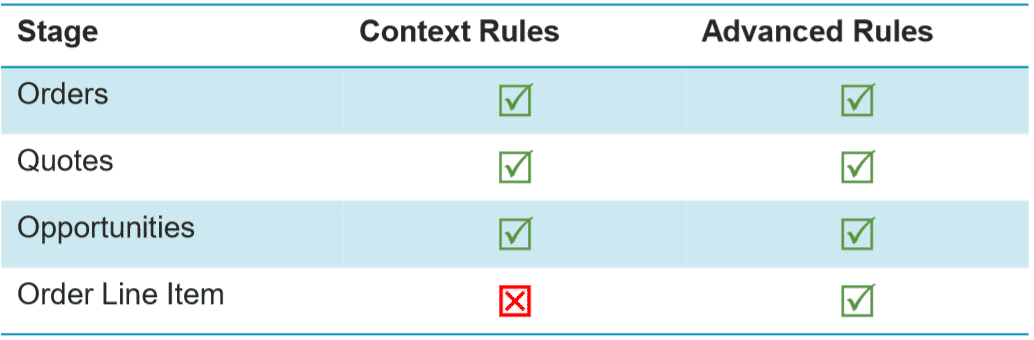 Stage Context Rules Advanced Rules
Orders ☑ ☑
Quotes ☑ ☑
Opportunities ☑ ☑
Order Line Item ☒ ☑